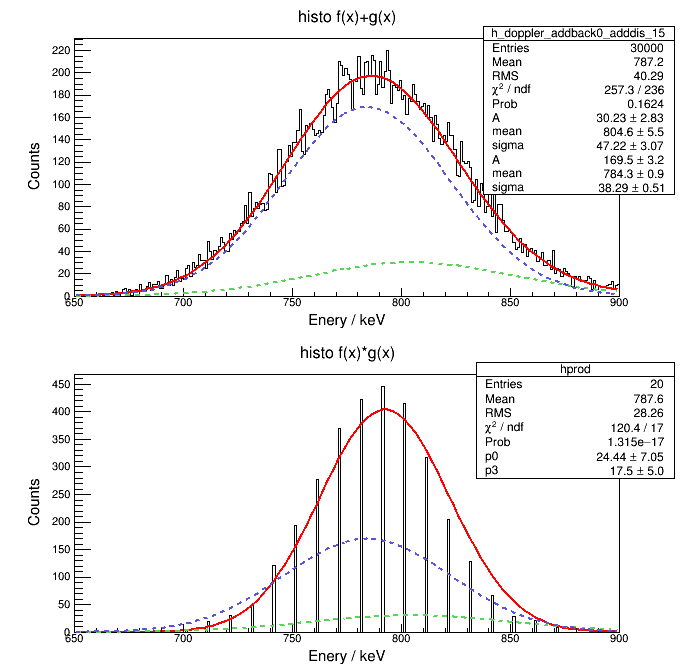 histo f(x)+g(x)
h_doppler_addback0_adddis_15
Entries 30000
Mean 787.2
RMS 40.29
χ² / ndf 257.3 / 236
Prob 0.1624
A 30.23 ± 2.83
mean 804.6 ± 5.5
sigma 47.22 ± 3.07
A 169.5 ± 3.2
mean 784.3 ± 0.9
sigma 38.29 ± 0.51
Counts
220
200
180
160
140
120
100
80
60
40
20
0
650 700 750 800 850 900
Enery / keV
histo f(x)*g(x)
hprod
Entries 20
Mean 787.6
RMS 28.26
χ² / ndf 120.4 / 17
Prob 1.315e−17
p0 24.44 ± 7.05
p3 17.5 ± 5.0
Counts
450
400
350
300
250
200
150
100
50
0
650 700 750 800 850 900
Enery / keV